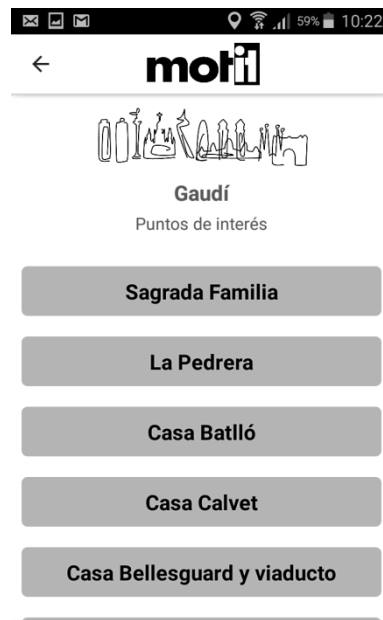 59% 10:22
motit
Gaudí
Puntos de interés
Sagrada Familia
La Pedrera
Casa Batlló
Casa Calvet
Casa Bellesguard y viaducto